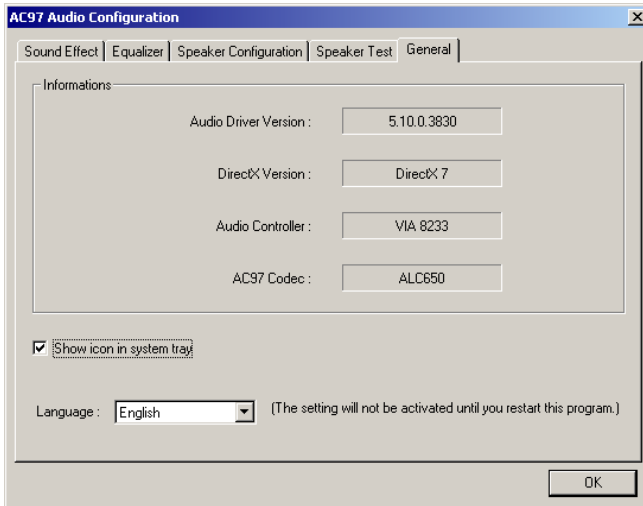 AC97 Audio Configuration
Sound Effect Equalizer Speaker Configuration Speaker Test General
Informations
Audio Driver Version : 5.10.0.3830
DirectX Version : DirectX 7
Audio Controller : VIA 8233
AC97 Codec : ALC650
Show icon in system tray
Language : English (The setting will not be activated until you restart this program.)
OK